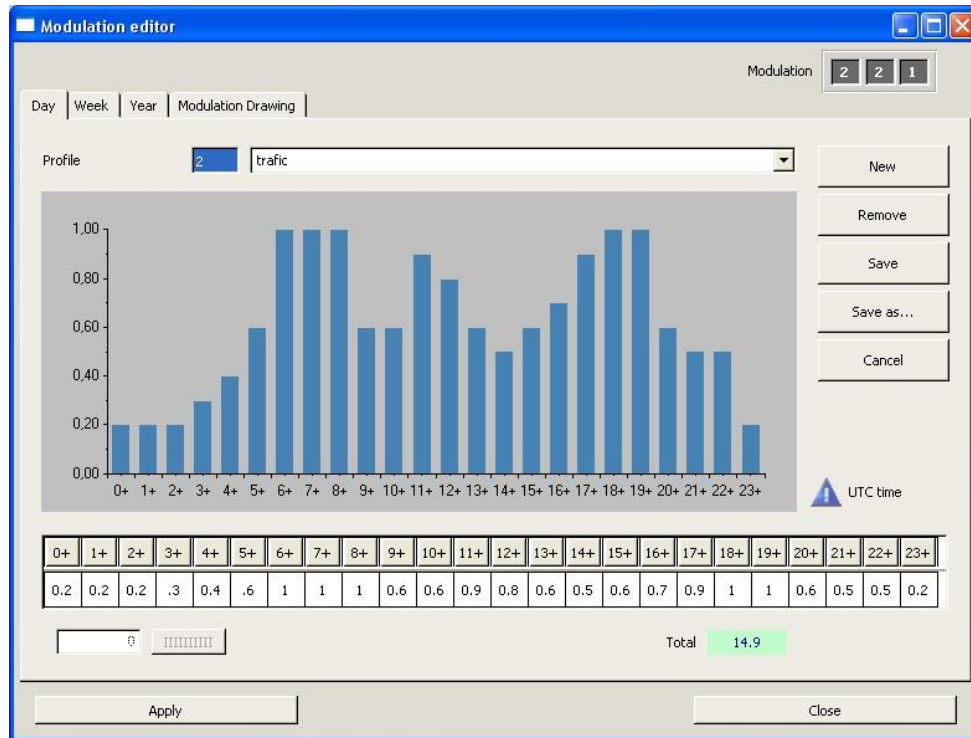 Modulation editor
Modulation 2 2 1
Day Week Year Modulation Drawing
Profile 2 trafic
New
Remove
Save
Save as...
Cancel
1,00
0,80
0,60
0,40
0,20
0,00
0+ 1+ 2+ 3+ 4+ 5+ 6+ 7+ 8+ 9+ 10+ 11+ 12+ 13+ 14+ 15+ 16+ 17+ 18+ 19+ 20+ 21+ 22+ 23+
UTC time
0+ 1+ 2+ 3+ 4+ 5+ 6+ 7+ 8+ 9+ 10+ 11+ 12+ 13+ 14+ 15+ 16+ 17+ 18+ 19+ 20+ 21+ 22+ 23+
0.2 0.2 0.2 .3 0.4 .6 1 1 1 0.6 0.6 0.9 0.8 0.6 0.5 0.6 0.7 0.9 1 1 0.6 0.5 0.5 0.2
0 IIIIIIIIII
Total 14.9
Apply Close